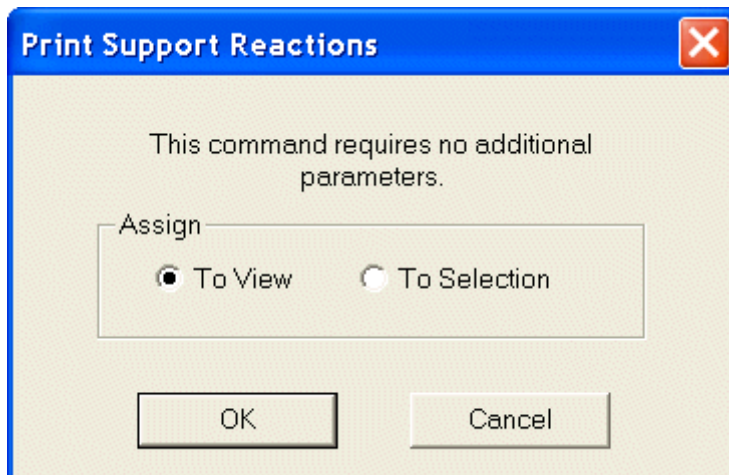 Print Support Reactions
This command requires no additional
parameters.
Assign
To View
To Selection
OK
Cancel